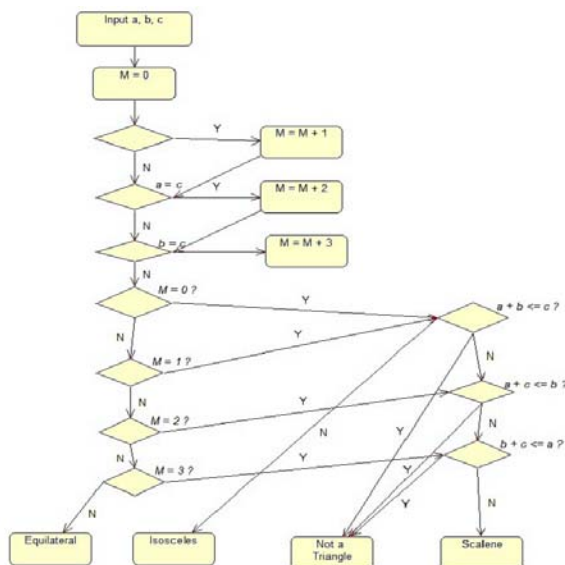 Input a, b, c
M = 0
Y
M = M + 1
N
a = c
Y
M = M + 2
N
b = c
M = M + 3
N
M = 0 ?
Y
a + b <= c ?
N
Y
N
M = 1 ?
a + c <= b ?
N
Y
M = 2 ?
N
N
Y
b + c <= a ?
N
M = 3 ?
Y
Y
Y
N
N
Equilateral
Isosceles
Not a
Triangle
Scalene